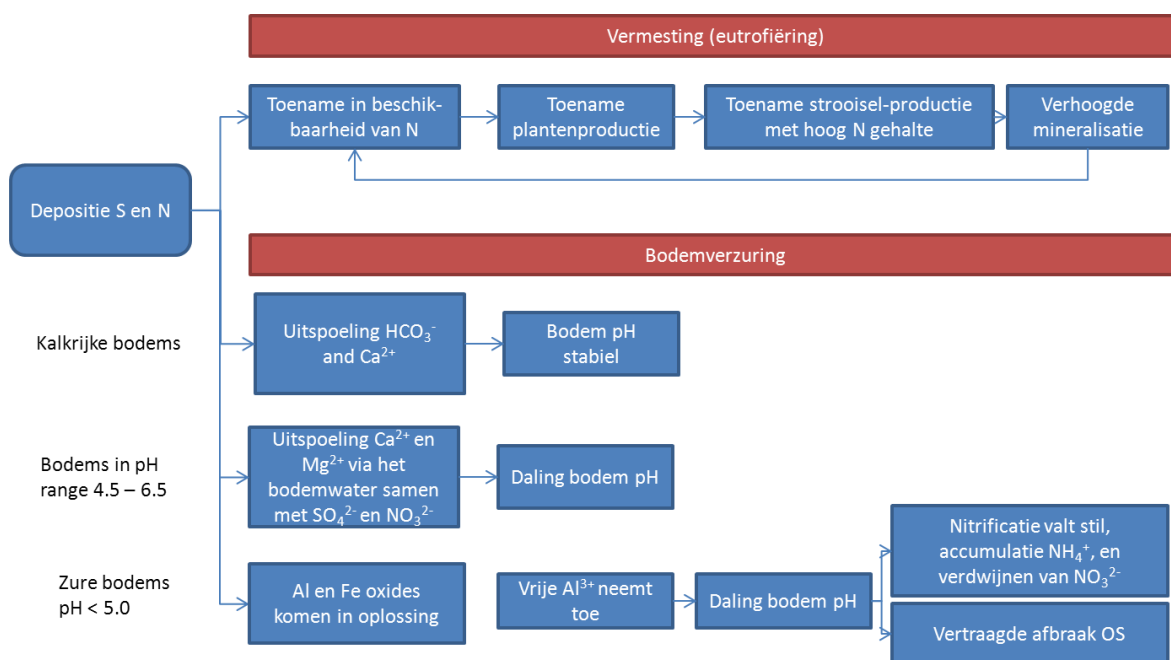 Vermesting (eutrofiëring)
Toename in beschik-
baarheid van N
Toename
plantenproductie
Toename strooisel-productie
met hoog N gehalte
Verhoogde
mineralisatie
Depositie S en N
Bodemverzuring
Kalkrijke bodems
Uitspoeling HCO₃⁻
and Ca²⁺
Bodem pH
stabiel
Bodems in pH
range 4.5 – 6.5
Uitspoeling Ca²⁺ en
Mg²⁺ via het
bodemwater samen
met SO₄²⁻ en NO₃²⁻
Daling bodem pH
Zure bodems
pH < 5.0
Al en Fe oxides
komen in oplossing
Vrije Al³⁺ neemt
toe
Daling bodem pH
Nitrificatie valt stil,
accumulatie NH₄⁺, en
verdwijnen van NO₃²⁻
Vertraagde afbraak OS